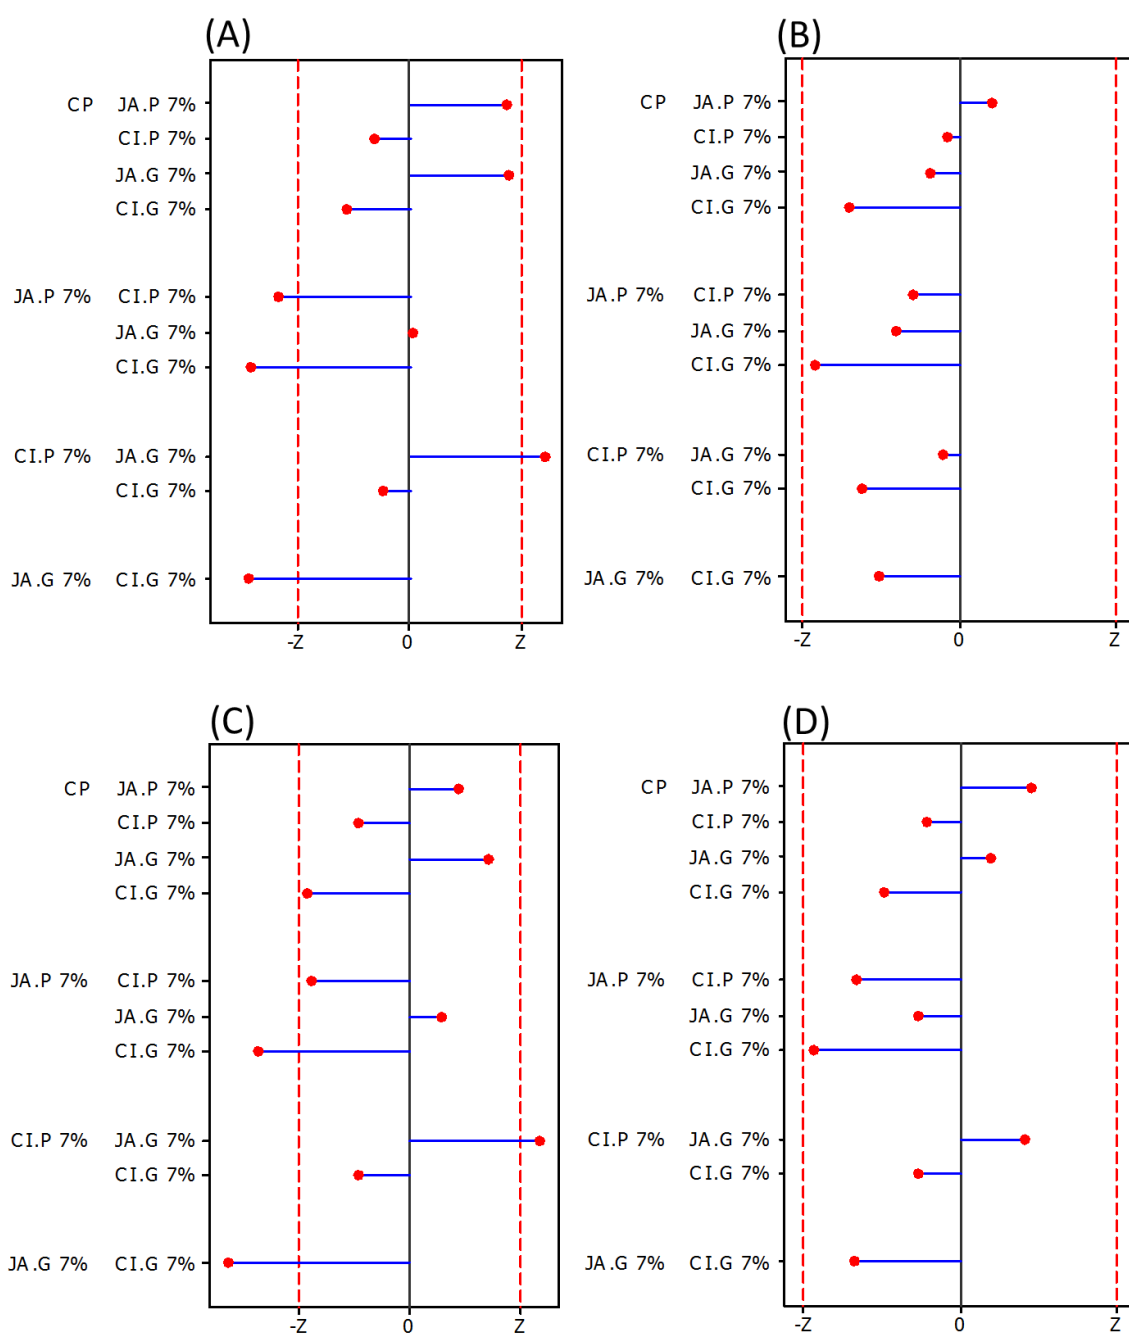 (A)
CP JA.P 7%
CI.P 7%
JA.G 7%
CI.G 7%
JA.P 7% CI.P 7%
JA.G 7%
CI.G 7%
CI.P 7% JA.G 7%
CI.G 7%
JA.G 7% CI.G 7%
-Z 0 Z
(B)
CP JA.P 7%
CI.P 7%
JA.G 7%
CI.G 7%
JA.P 7% CI.P 7%
JA.G 7%
CI.G 7%
CI.P 7% JA.G 7%
CI.G 7%
JA.G 7% CI.G 7%
-Z 0 Z
(C)
CP JA.P 7%
CI.P 7%
JA.G 7%
CI.G 7%
JA.P 7% CI.P 7%
JA.G 7%
CI.G 7%
CI.P 7% JA.G 7%
CI.G 7%
JA.G 7% CI.G 7%
-Z 0 Z
(D)
CP JA.P 7%
CI.P 7%
JA.G 7%
CI.G 7%
JA.P 7% CI.P 7%
JA.G 7%
CI.G 7%
CI.P 7% JA.G 7%
CI.G 7%
JA.G 7% CI.G 7%
-Z 0 Z